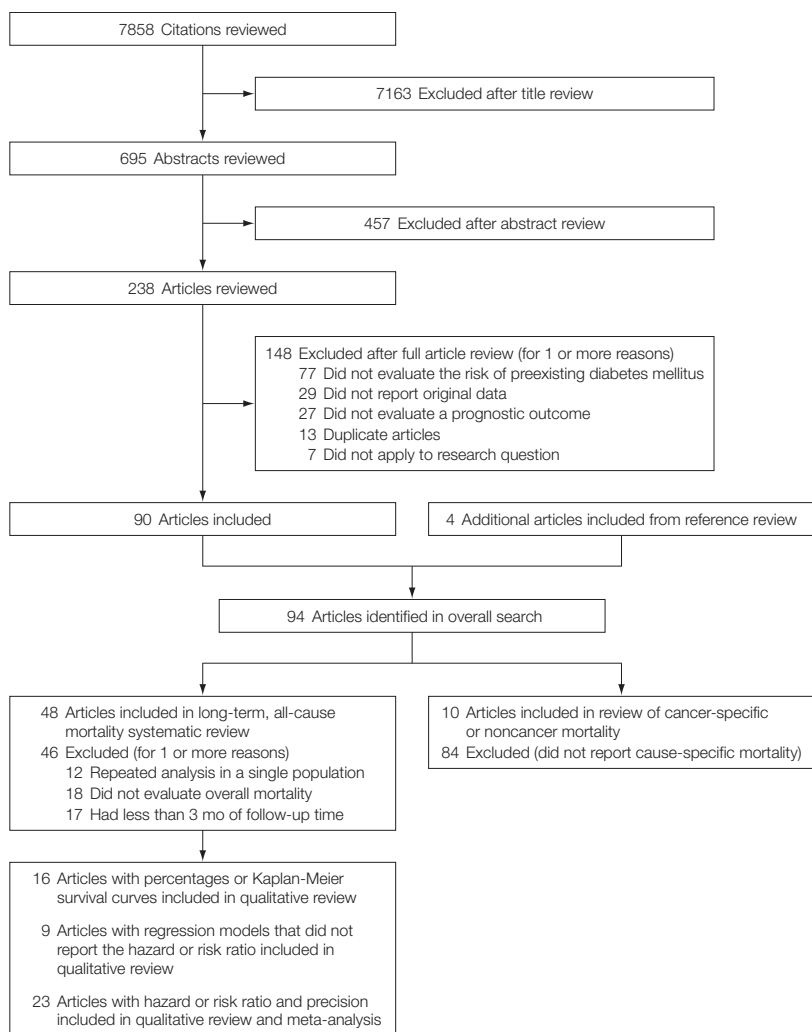 7858 Citations reviewed
7163 Excluded after title review
695 Abstracts reviewed
457 Excluded after abstract review
238 Articles reviewed
148 Excluded after full article review (for 1 or more reasons)
77 Did not evaluate the risk of preexisting diabetes mellitus
29 Did not report original data
27 Did not evaluate a prognostic outcome
13 Duplicate articles
7 Did not apply to research question
90 Articles included
4 Additional articles included from reference review
94 Articles identified in overall search
48 Articles included in long-term, all-cause
mortality systematic review
46 Excluded (for 1 or more reasons)
12 Repeated analysis in a single population
18 Did not evaluate overall mortality
17 Had less than 3 mo of follow-up time
10 Articles included in review of cancer-specific
or noncancer mortality
84 Excluded (did not report cause-specific mortality)
16 Articles with percentages or Kaplan-Meier
survival curves included in qualitative review
9 Articles with regression models that did not
report the hazard or risk ratio included in
qualitative review
23 Articles with hazard or risk ratio and precision
included in qualitative review and meta-analysis